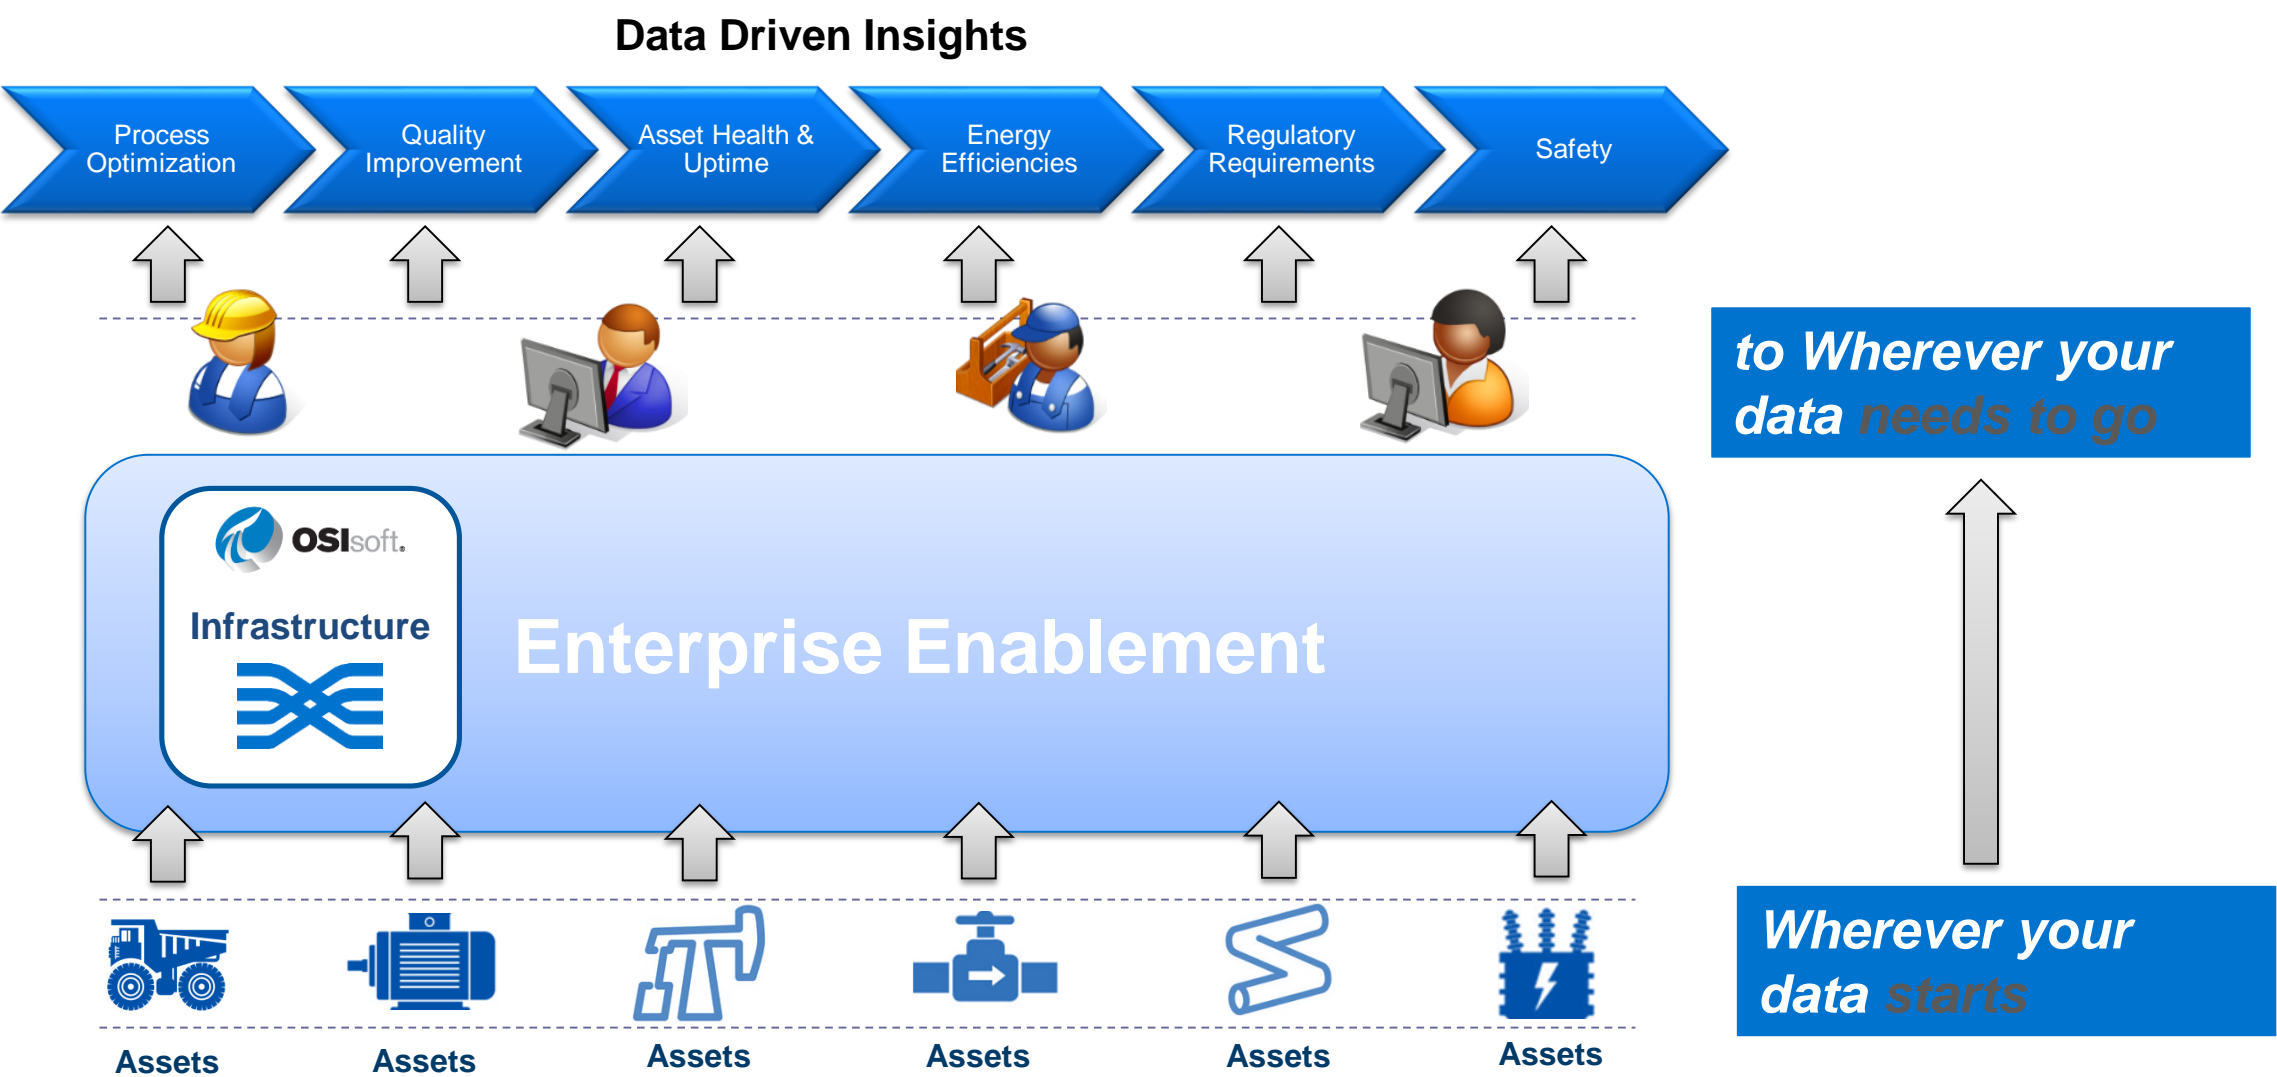 Data Driven Insights
Process
Optimization
Quality
Improvement
Asset Health &
Uptime
Energy
Efficiencies
Regulatory
Requirements
Safety
to Wherever your
data needs to go
OSIsoft.
Infrastructure
Enterprise Enablement
Wherever your
data starts
Assets
Assets
Assets
Assets
Assets
Assets